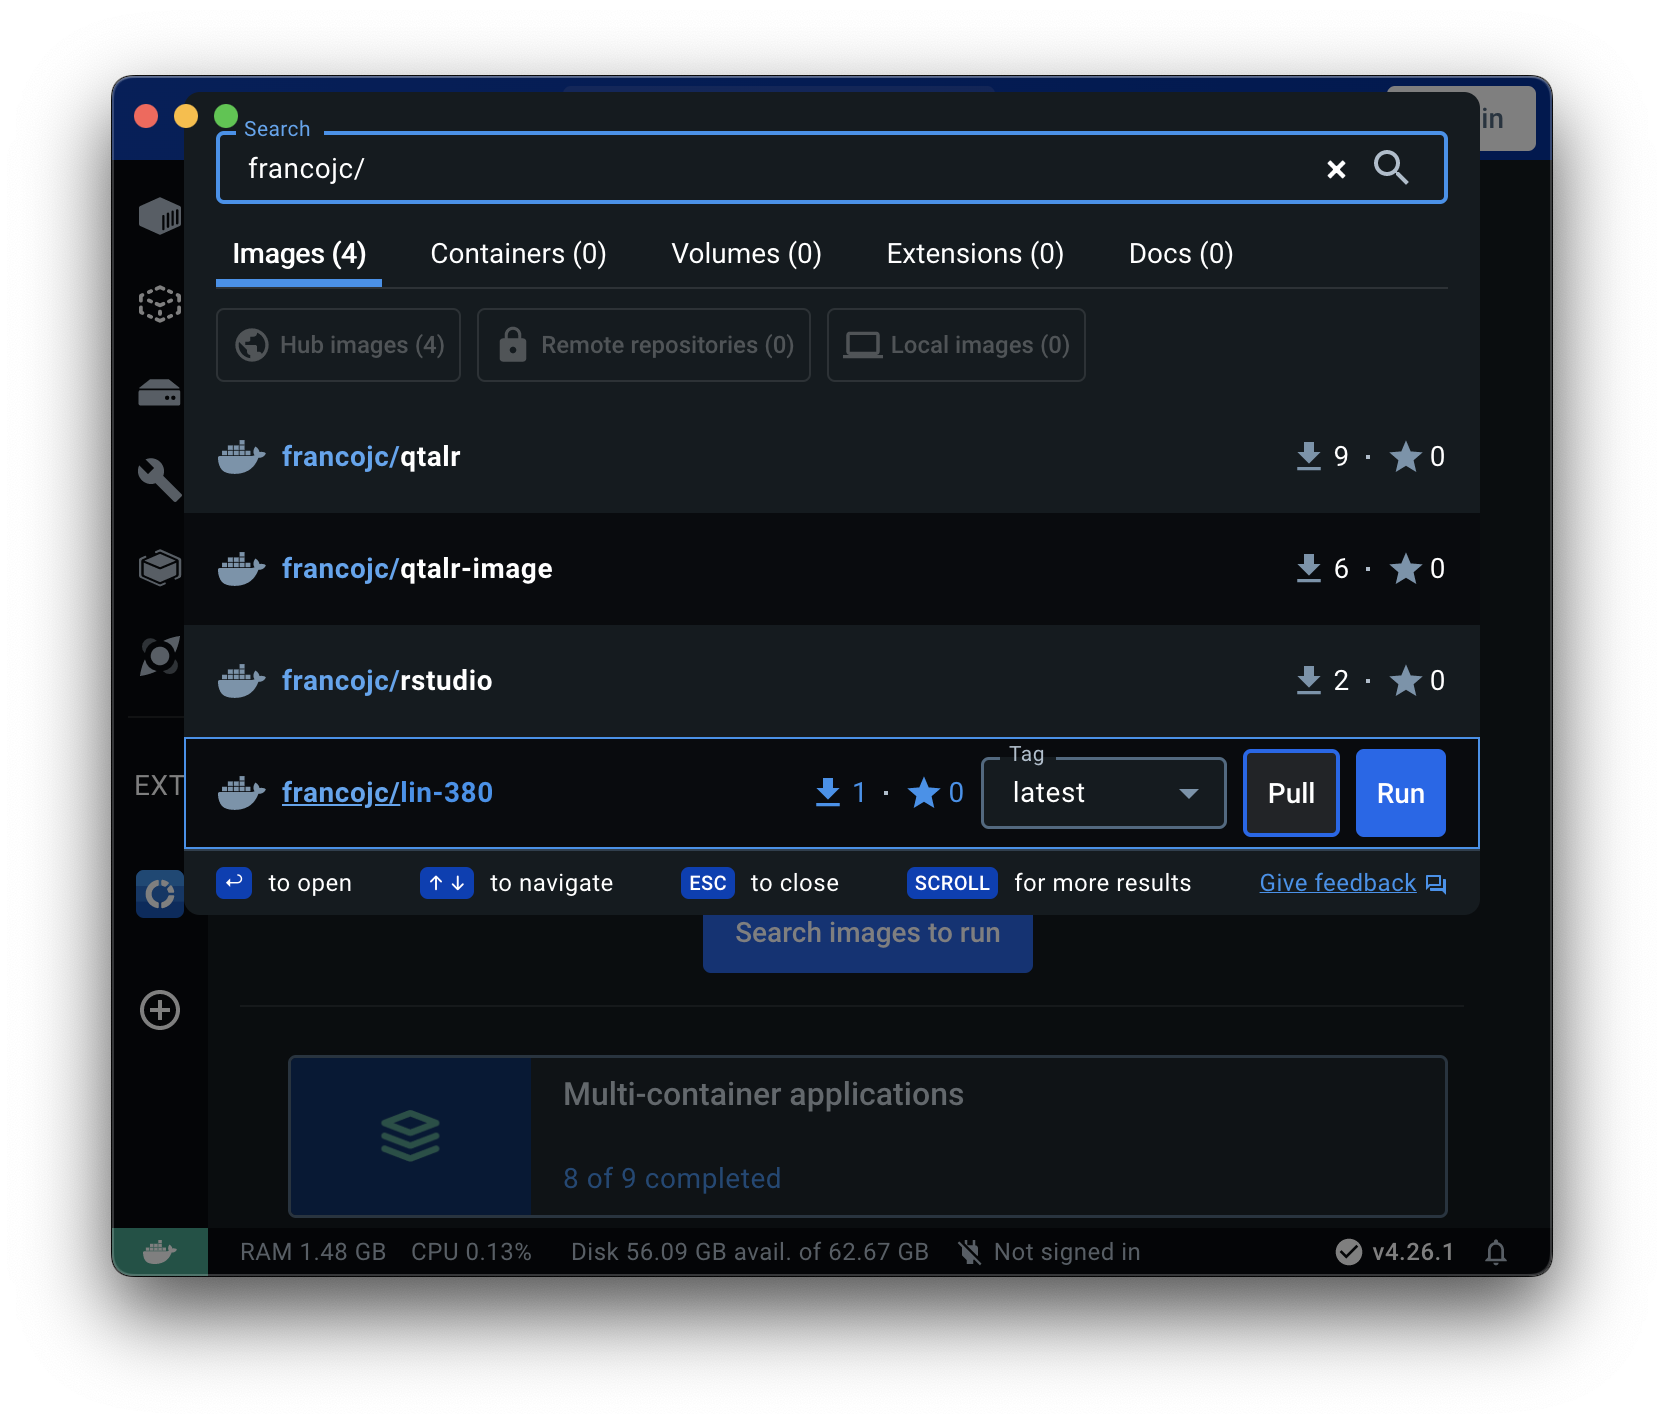 in
Search
francojc/
Images (4) Containers (0) Volumes (0) Extensions (0) Docs (0)
Hub images (4) Remote repositories (0) Local images (0)
francojc/qtalr 9 · 0
francojc/qtalr-image 6 · 0
francojc/rstudio 2 · 0
Tag
francojc/lin-380 1 · 0 latest Pull Run
EXT
to open ↑ ↓ to navigate ESC to close SCROLL for more results Give feedback
Search images to run
Multi-container applications
8 of 9 completed
RAM 1.48 GB CPU 0.13% Disk 56.09 GB avail. of 62.67 GB Not signed in v4.26.1